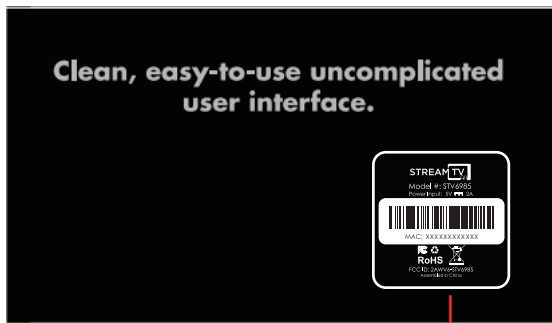 Clean, easy-to-use uncomplicated
user interface.
STREAM TV
Model #: STV6985
Power Input: 5V 2A
MAC: XXXXXXXXXXXX
RoHS
FCC ID: 2AWV6-STV6985
Assembled in China